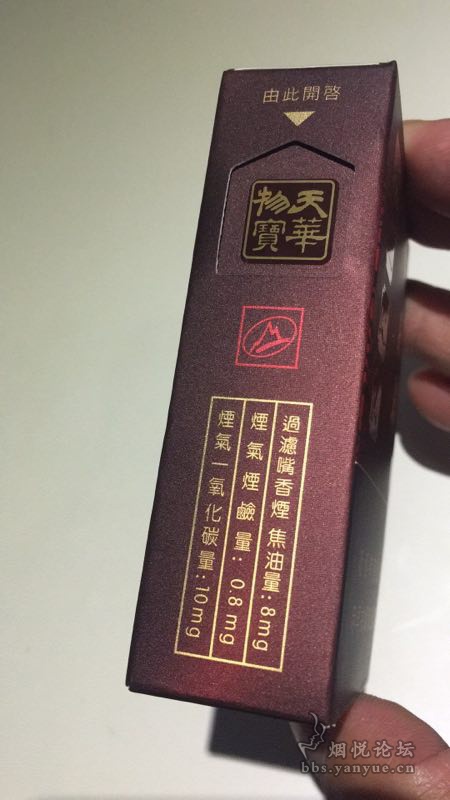 由此開啓
天華
物寶
過濾嘴香煙 焦油量：8mg
煙氣煙鹼量：0.8mg
煙氣一氧化碳量：10mg
烟悦论坛
bbs.yanyue.cn